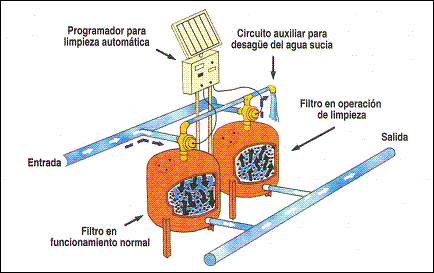 Programador para
limpieza automática
Circuito auxiliar para
desagüe del agua sucia
Filtro en operación
de limpieza
Salida
Entrada
Filtro en
funcionamiento normal